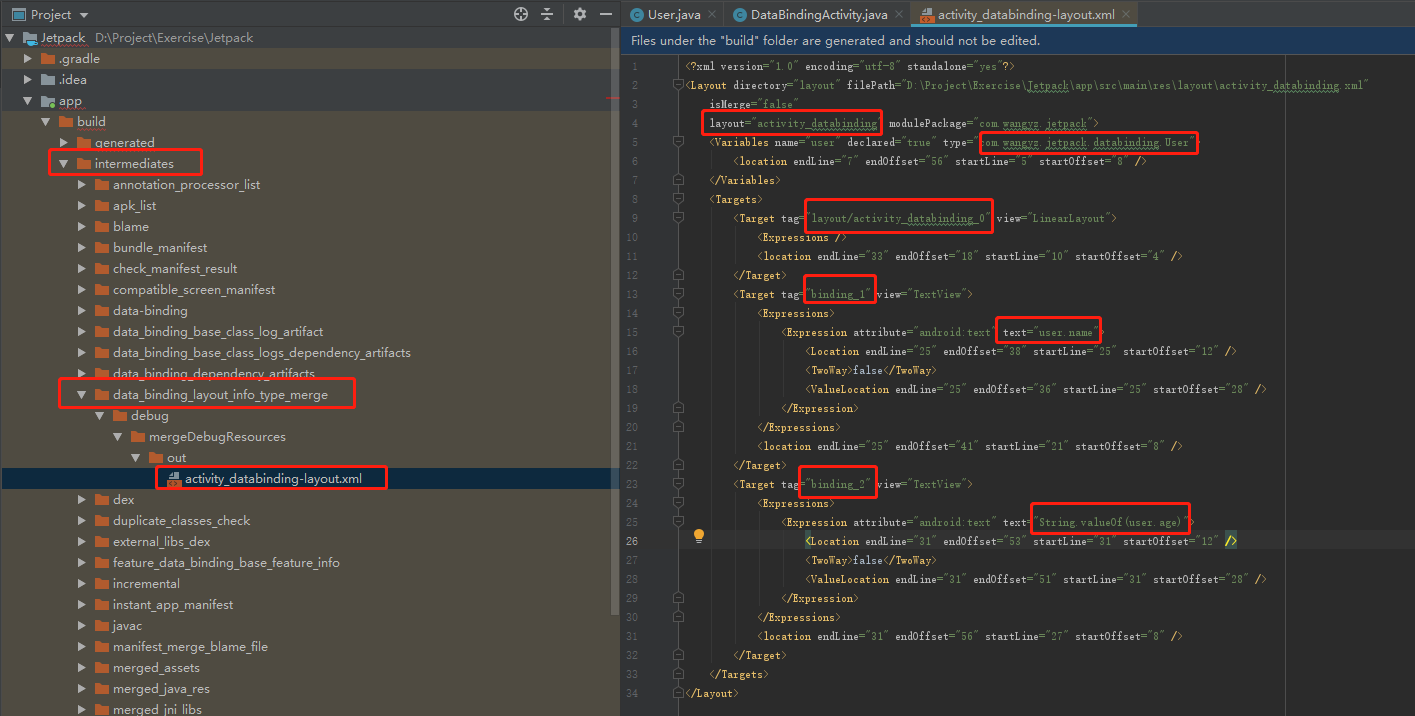 Project
Jetpack D:\Project\Exercise\Jetpack
.gradle
.idea
app
build
generated
intermediates
annotation_processor_list
apk_list
blame
bundle_manifest
check_manifest_result
compatible_screen_manifest
data-binding
data_binding_base_class_log_artifact
data_binding_base_class_logs_dependency_artifacts
data_binding_dependency_artifacts
data_binding_layout_info_type_merge
debug
mergeDebugResources
out
activity_databinding-layout.xml
dex
duplicate_classes_check
external_libs_dex
feature_data_binding_base_feature_info
incremental
instant_app_manifest
javac
manifest_merge_blame_file
merged_assets
merged_java_res
merged_jni_libs
User.java DataBindingActivity.java activity_databinding-layout.xml
Files under the "build" folder are generated and should not be edited.
1 <?xml version="1.0" encoding="utf-8" standalone="yes"?>
2 <Layout directory="layout" filePath="D:\Project\Exercise\Jetpack\app\src\main\res\layout\activity_databinding.xml"
3 isMerge="false"
4 layout="activity_databinding" modulePackage="com.wangyz.jetpack">
5 <Variables name="user" declared="true" type="com.wangyz.jetpack.databinding.User">
6 <location endLine="7" endOffset="56" startLine="5" startOffset="8" />
7 </Variables>
8 <Targets>
9 <Target tag="layout/activity_databinding_0" view="LinearLayout">
10 <Expressions />
11 <location endLine="33" endOffset="18" startLine="10" startOffset="4" />
12 </Target>
13 <Target tag="binding_1" view="TextView">
14 <Expressions>
15 <Expression attribute="android:text" text="user.name">
16 <Location endLine="25" endOffset="38" startLine="25" startOffset="12" />
17 <TwoWay>false</TwoWay>
18 <ValueLocation endLine="25" endOffset="36" startLine="25" startOffset="28" />
19 </Expression>
20 </Expressions>
21 <location endLine="25" endOffset="41" startLine="21" startOffset="8" />
22 </Target>
23 <Target tag="binding_2" view="TextView">
24 <Expressions>
25 <Expression attribute="android:text" text="String.valueOf(user.age)">
26 <Location endLine="31" endOffset="53" startLine="31" startOffset="12" />
27 <TwoWay>false</TwoWay>
28 <ValueLocation endLine="31" endOffset="51" startLine="31" startOffset="28" />
29 </Expression>
30 </Expressions>
31 <location endLine="31" endOffset="56" startLine="27" startOffset="8" />
32 </Target>
33 </Targets>
34 </Layout>